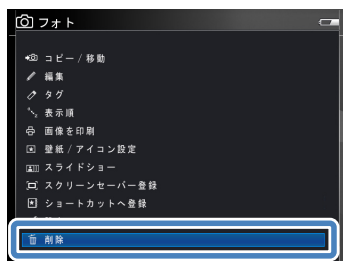 フォト
コピー / 移動
編集
タグ
表示順
画像を印刷
壁紙 / アイコン設定
スライドショー
スクリーンセーバー登録
ショートカットへ登録
削除